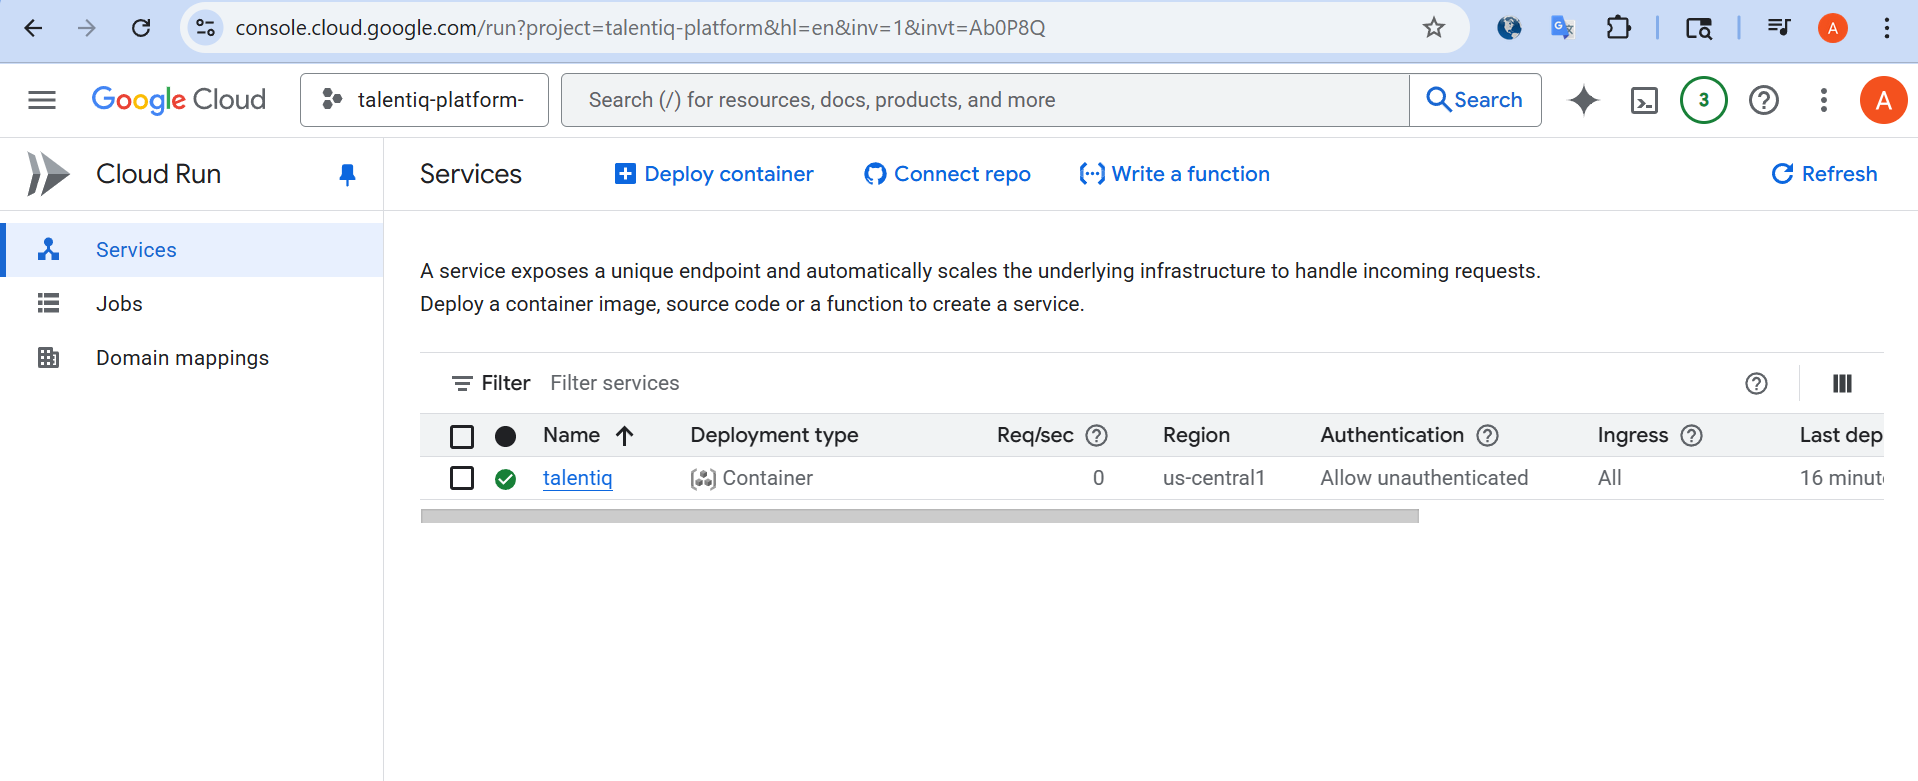 console.cloud.google.com/run?project=talentiq-platform&hl=en&inv=1&invt=Ab0P8Q
A
Google Cloud
talentiq-platform-
Search (/) for resources, docs, products, and more
Search
3
A
Cloud Run
Services
Deploy container
Connect repo
Write a function
Refresh
Services
Jobs
Domain mappings
A service exposes a unique endpoint and automatically scales the underlying infrastructure to handle incoming requests.
Deploy a container image, source code or a function to create a service.
Filter Filter services
Name Deployment type Req/sec Region Authentication Ingress Last dep
talentiq Container 0 us-central1 Allow unauthenticated All 16 minut